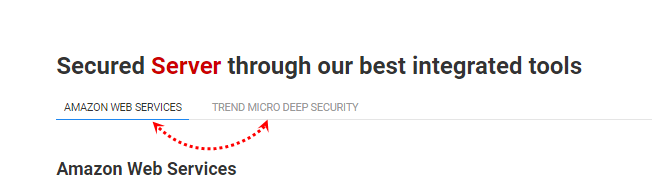 Secured Server through our best integrated tools
AMAZON WEB SERVICES TREND MICRO DEEP SECURITY
Amazon Web Services